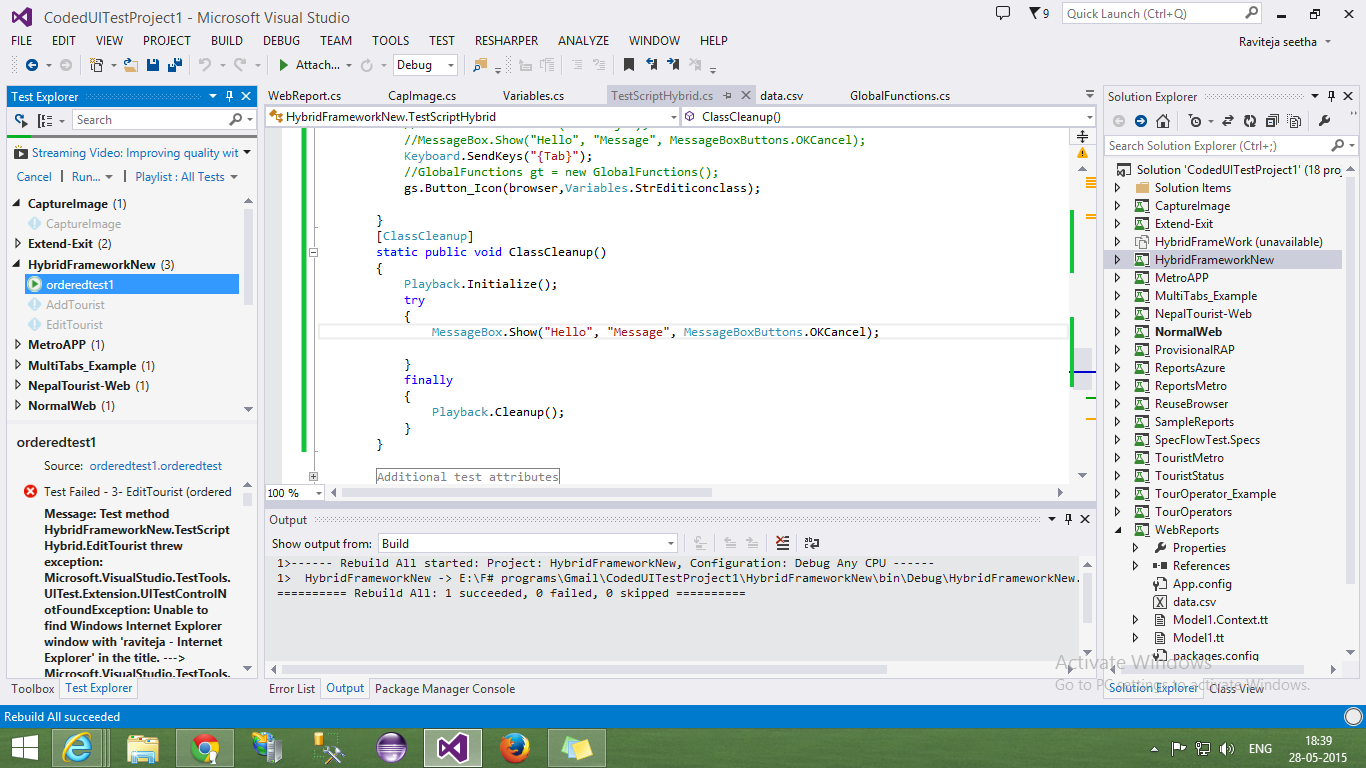 CodedUITestProject1 - Microsoft Visual Studio
9
Quick Launch (Ctrl+Q)
FILE EDIT VIEW PROJECT BUILD DEBUG TEAM TOOLS TEST RESHARPER ANALYZE WINDOW HELP
Raviteja seetha
Attach...
Debug
Test Explorer
Search
Streaming Video: Improving quality wit
Cancel Run... Playlist : All Tests
CaptureImage (1)
CaptureImage
Extend-Exit (2)
HybridFrameworkNew (3)
orderedtest1
AddTourist
EditTourist
MetroAPP (1)
MultiTabs_Example (1)
NepalTourist-Web (1)
NormalWeb (1)
orderedtest1
Source: orderedtest1.orderedtest
Test Failed - 3- EditTourist (ordered
Message: Test method
HybridFrameworkNew.TestScript
Hybrid.EditTourist threw
exception:
Microsoft.VisualStudio.TestTools.
UITest.Extension.UITestControlN
otFoundException: Unable to
find Windows Internet Explorer
window with 'raviteja - Internet
Explorer' in the title. --->
Microsoft.VisualStudio.TestTools.
Toolbox Test Explorer
WebReport.cs CapImage.cs Variables.cs TestScriptHybrid.cs data.csv GlobalFunctions.cs
HybridFrameworkNew.TestScriptHybrid
ClassCleanup()
//MessageBox.Show("Hello", "Message", MessageBoxButtons.OKCancel);
Keyboard.SendKeys("{Tab}");
//GlobalFunctions gt = new GlobalFunctions();
gs.Button_Icon(browser,Variables.StrEditiconclass);
}
[ClassCleanup]
static public void ClassCleanup()
{
Playback.Initialize();
try
{
MessageBox.Show("Hello", "Message", MessageBoxButtons.OKCancel);
}
finally
{
Playback.Cleanup();
}
}
Additional test attributes
100 %
Output
Show output from: Build
1>------ Rebuild All started: Project: HybridFrameworkNew, Configuration: Debug Any CPU ------
1>  HybridFrameworkNew -> E:\F# programs\Gmail\CodedUITestProject1\HybridFrameworkNew\bin\Debug\HybridFrameworkNew.
========== Rebuild All: 1 succeeded, 0 failed, 0 skipped ==========
Error List Output Package Manager Console
Solution Explorer
Search Solution Explorer (Ctrl+;)
Solution 'CodedUITestProject1' (18 proj
Solution Items
CaptureImage
Extend-Exit
HybridFrameWork (unavailable)
HybridFrameworkNew
MetroAPP
MultiTabs_Example
NepalTourist-Web
NormalWeb
ProvisionalRAP
ReportsAzure
ReportsMetro
ReuseBrowser
SampleReports
SpecFlowTest.Specs
TouristMetro
TouristStatus
TourOperator_Example
TourOperators
WebReports
Properties
References
App.config
data.csv
Model1.Context.tt
Model1.tt
packages.config
Activate Windows
Go to PC settings to activate Windows.
Solution Explorer Class View
Rebuild All succeeded
ENG
18:39
28-05-2015